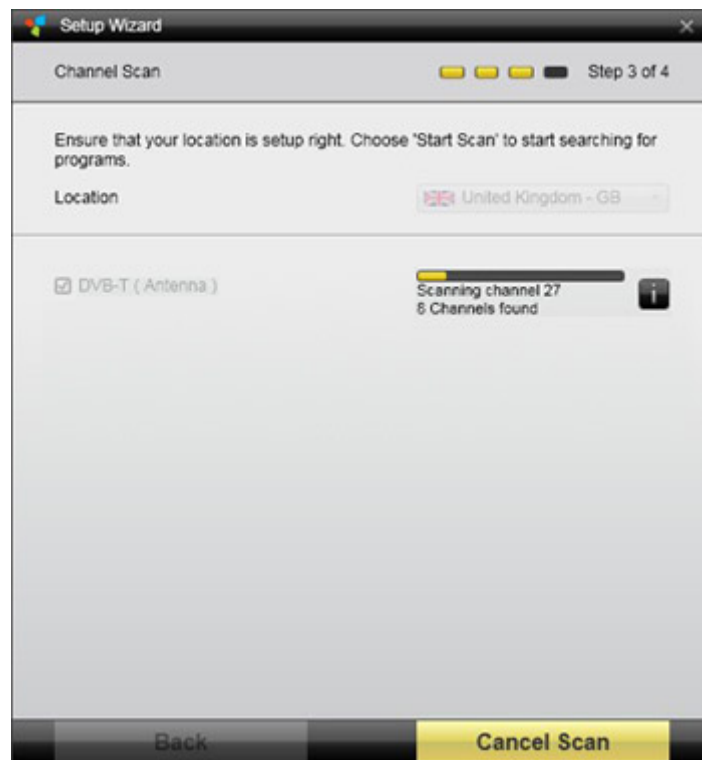 Setup Wizard
Channel Scan
Step 3 of 4
Ensure that your location is setup right. Choose 'Start Scan' to start searching for
programs.
Location
United Kingdom - GB
DVB-T ( Antenna )
Scanning channel 27
8 Channels found
i
Back
Cancel Scan